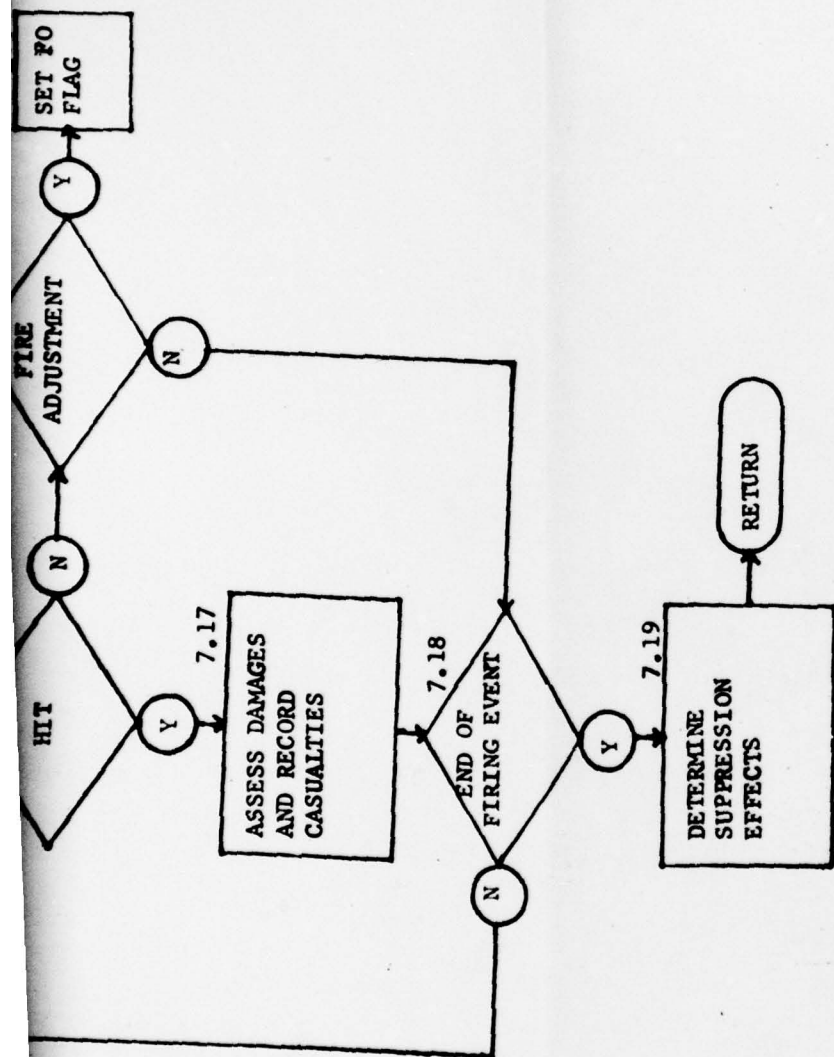 HIT
N
FIRE
ADJUSTMENT
Y
SET FO
FLAG
Y
N
7.17
ASSESS DAMAGES
AND RECORD
CASUALTIES
7.18
N
END OF
FIRING EVENT
Y
7.19
DETERMINE
SUPPRESSION
EFFECTS
RETURN